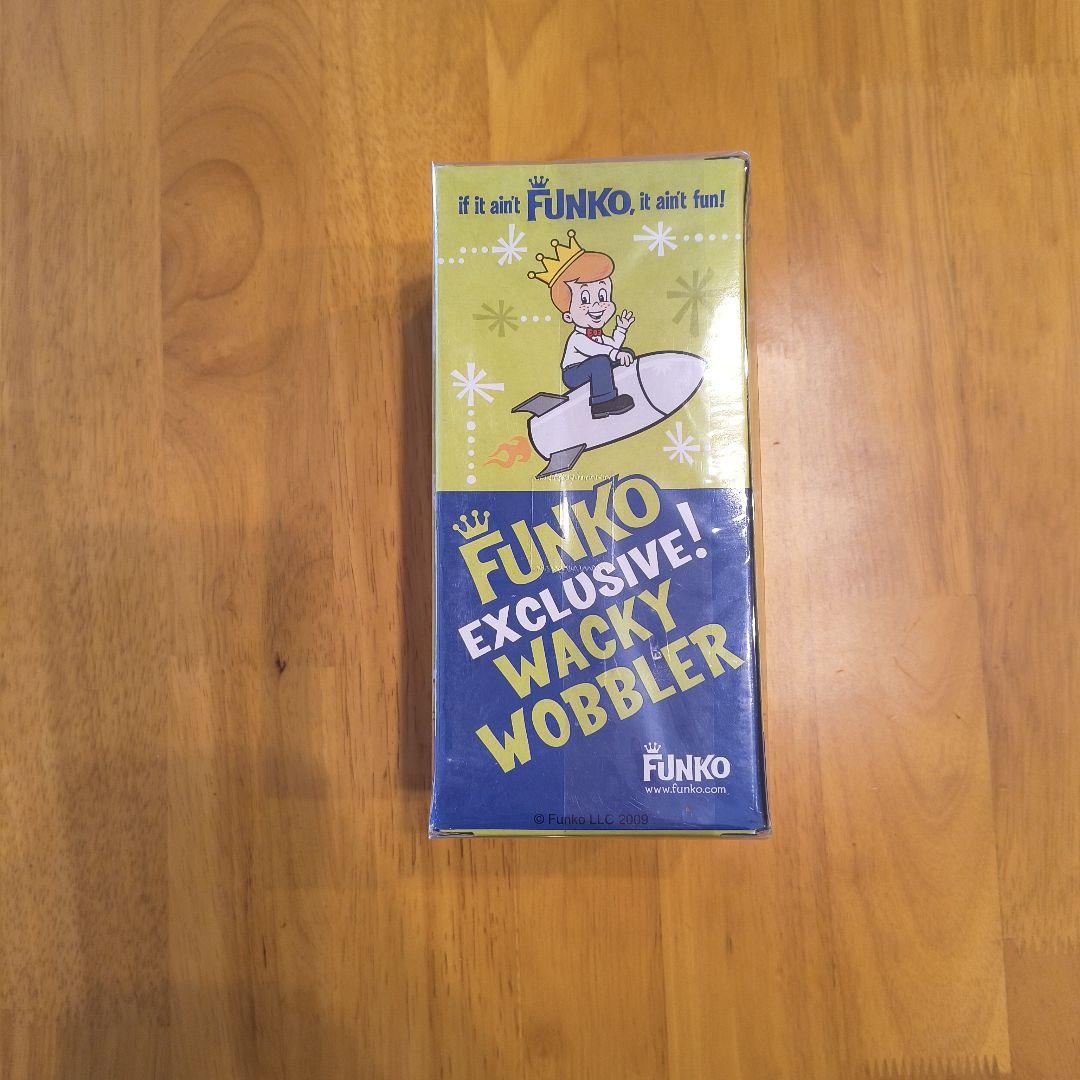 if it ain't FUNKO, it ain't fun!
FUNKO
EXCLUSIVE!
WACKY
WOBBLER
FUNKO
www.funko.com
© Funko LLC 2009